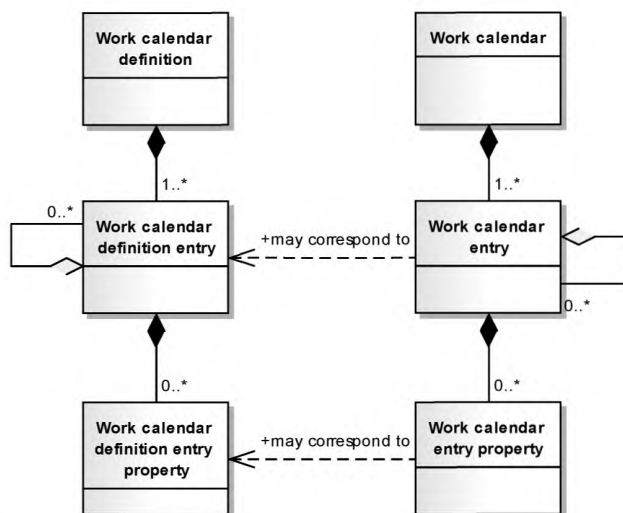 Work calendar
definition
Work calendar
1..*
1..*
0..*
Work calendar
definition entry
+may correspond to
Work calendar
entry
0..*
0..*
0..*
Work calendar
definition entry
property
+may correspond to
Work calendar
entry property